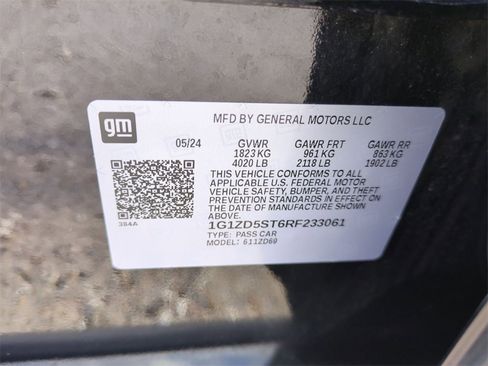 gm
MFD BY GENERAL MOTORS LLC
05/24 GVWR GAWR FRT GAWR RR
1823 KG 961 KG 863 KG
4020 LB 2118 LB 1902 LB
THIS VEHICLE CONFORMS TO ALL
APPLICABLE U.S. FEDERAL MOTOR
VEHICLE SAFETY, BUMPER, AND THEFT
PREVENTION STANDARDS IN EFFECT ON
THE DATE OF MANUFACTURE SHOWN ABOVE.
384A
1G1ZD5ST6RF233061
TYPE: PASS CAR
MODEL: 611ZD69